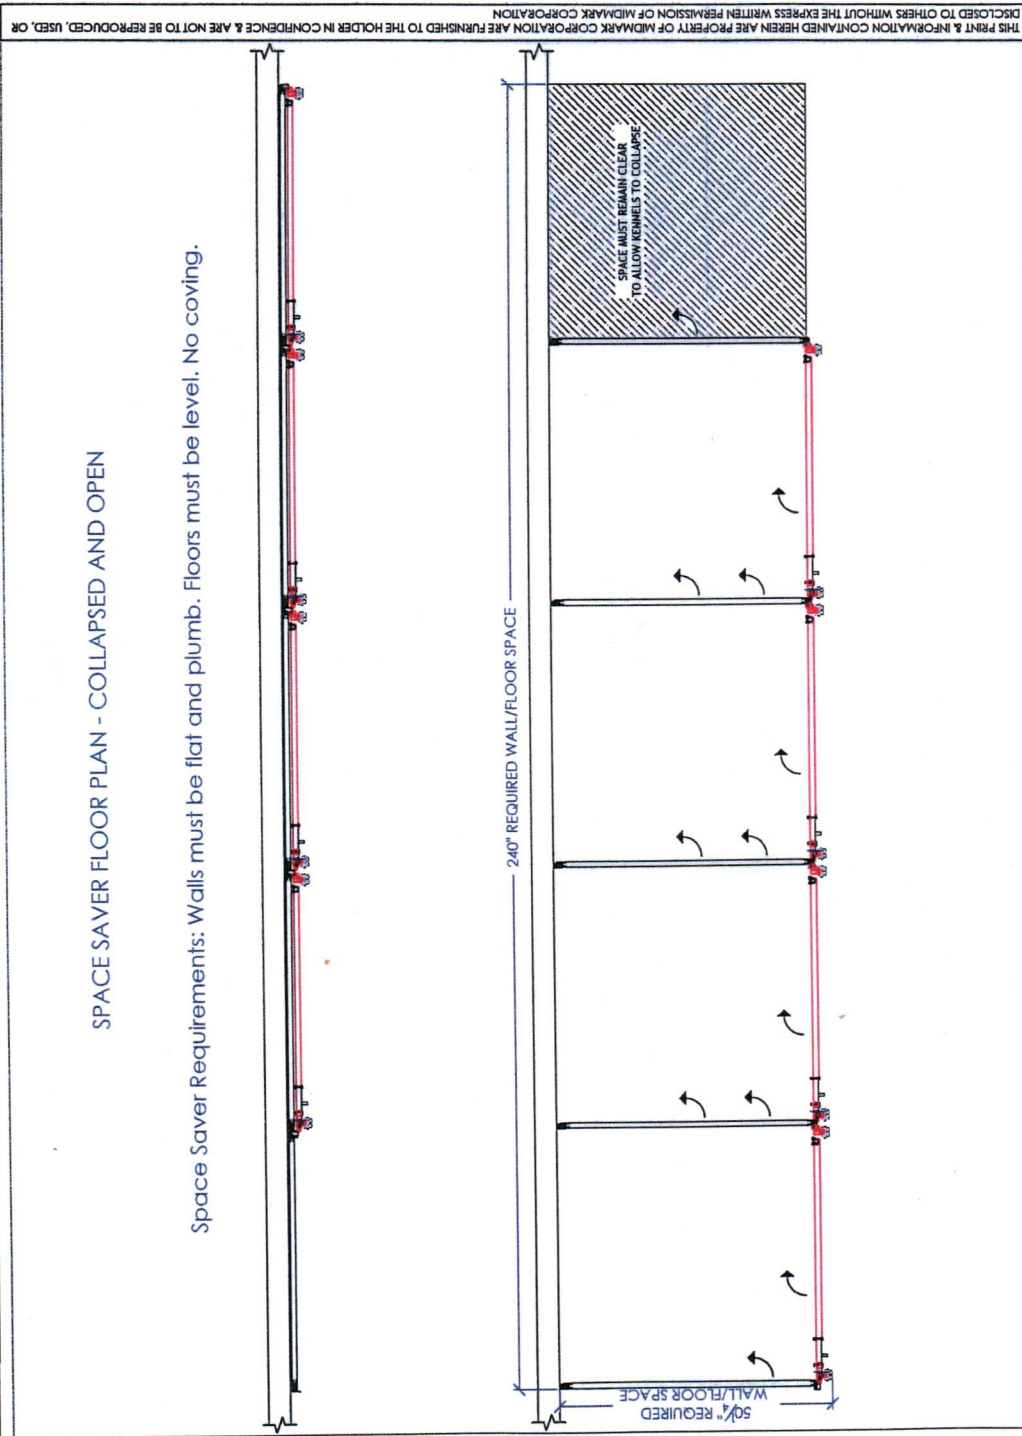 SPACE SAVER FLOOR PLAN - COLLAPSED AND OPEN
Space Saver Requirements: Walls must be flat and plumb. Floors must be level. No coving.
240" REQUIRED WALL/FLOOR SPACE
SPACE MUST REMAIN CLEAR
TO ALLOW KENNELS TO COLLAPSE
50¼" REQUIRED
WALL/FLOOR SPACE
THIS PRINT & INFORMATION CONTAINED HEREIN ARE PROPERTY OF MIDMARK CORPORATION ARE FURNISHED TO THE HOLDER IN CONFIDENCE & ARE NOT TO BE REPRODUCED, USED, OR
DISCLOSED TO OTHERS WITHOUT THE EXPRESS WRITTEN PERMISSION OF MIDMARK CORPORATION